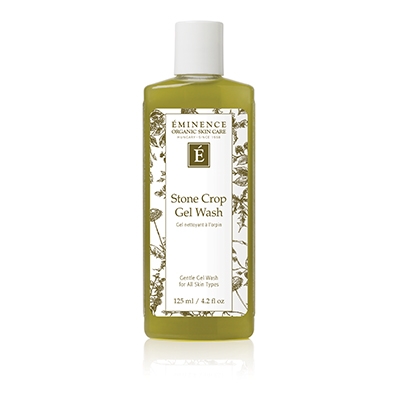 ÉMINENCE
ORGANIC SKIN CARE
HUNGARY SINCE 1958
É
Stone Crop
Gel Wash
Gel nettoyant à l'orpin
Gentle Gel Wash
for All Skin Types
125 ml / 4.2 fl oz